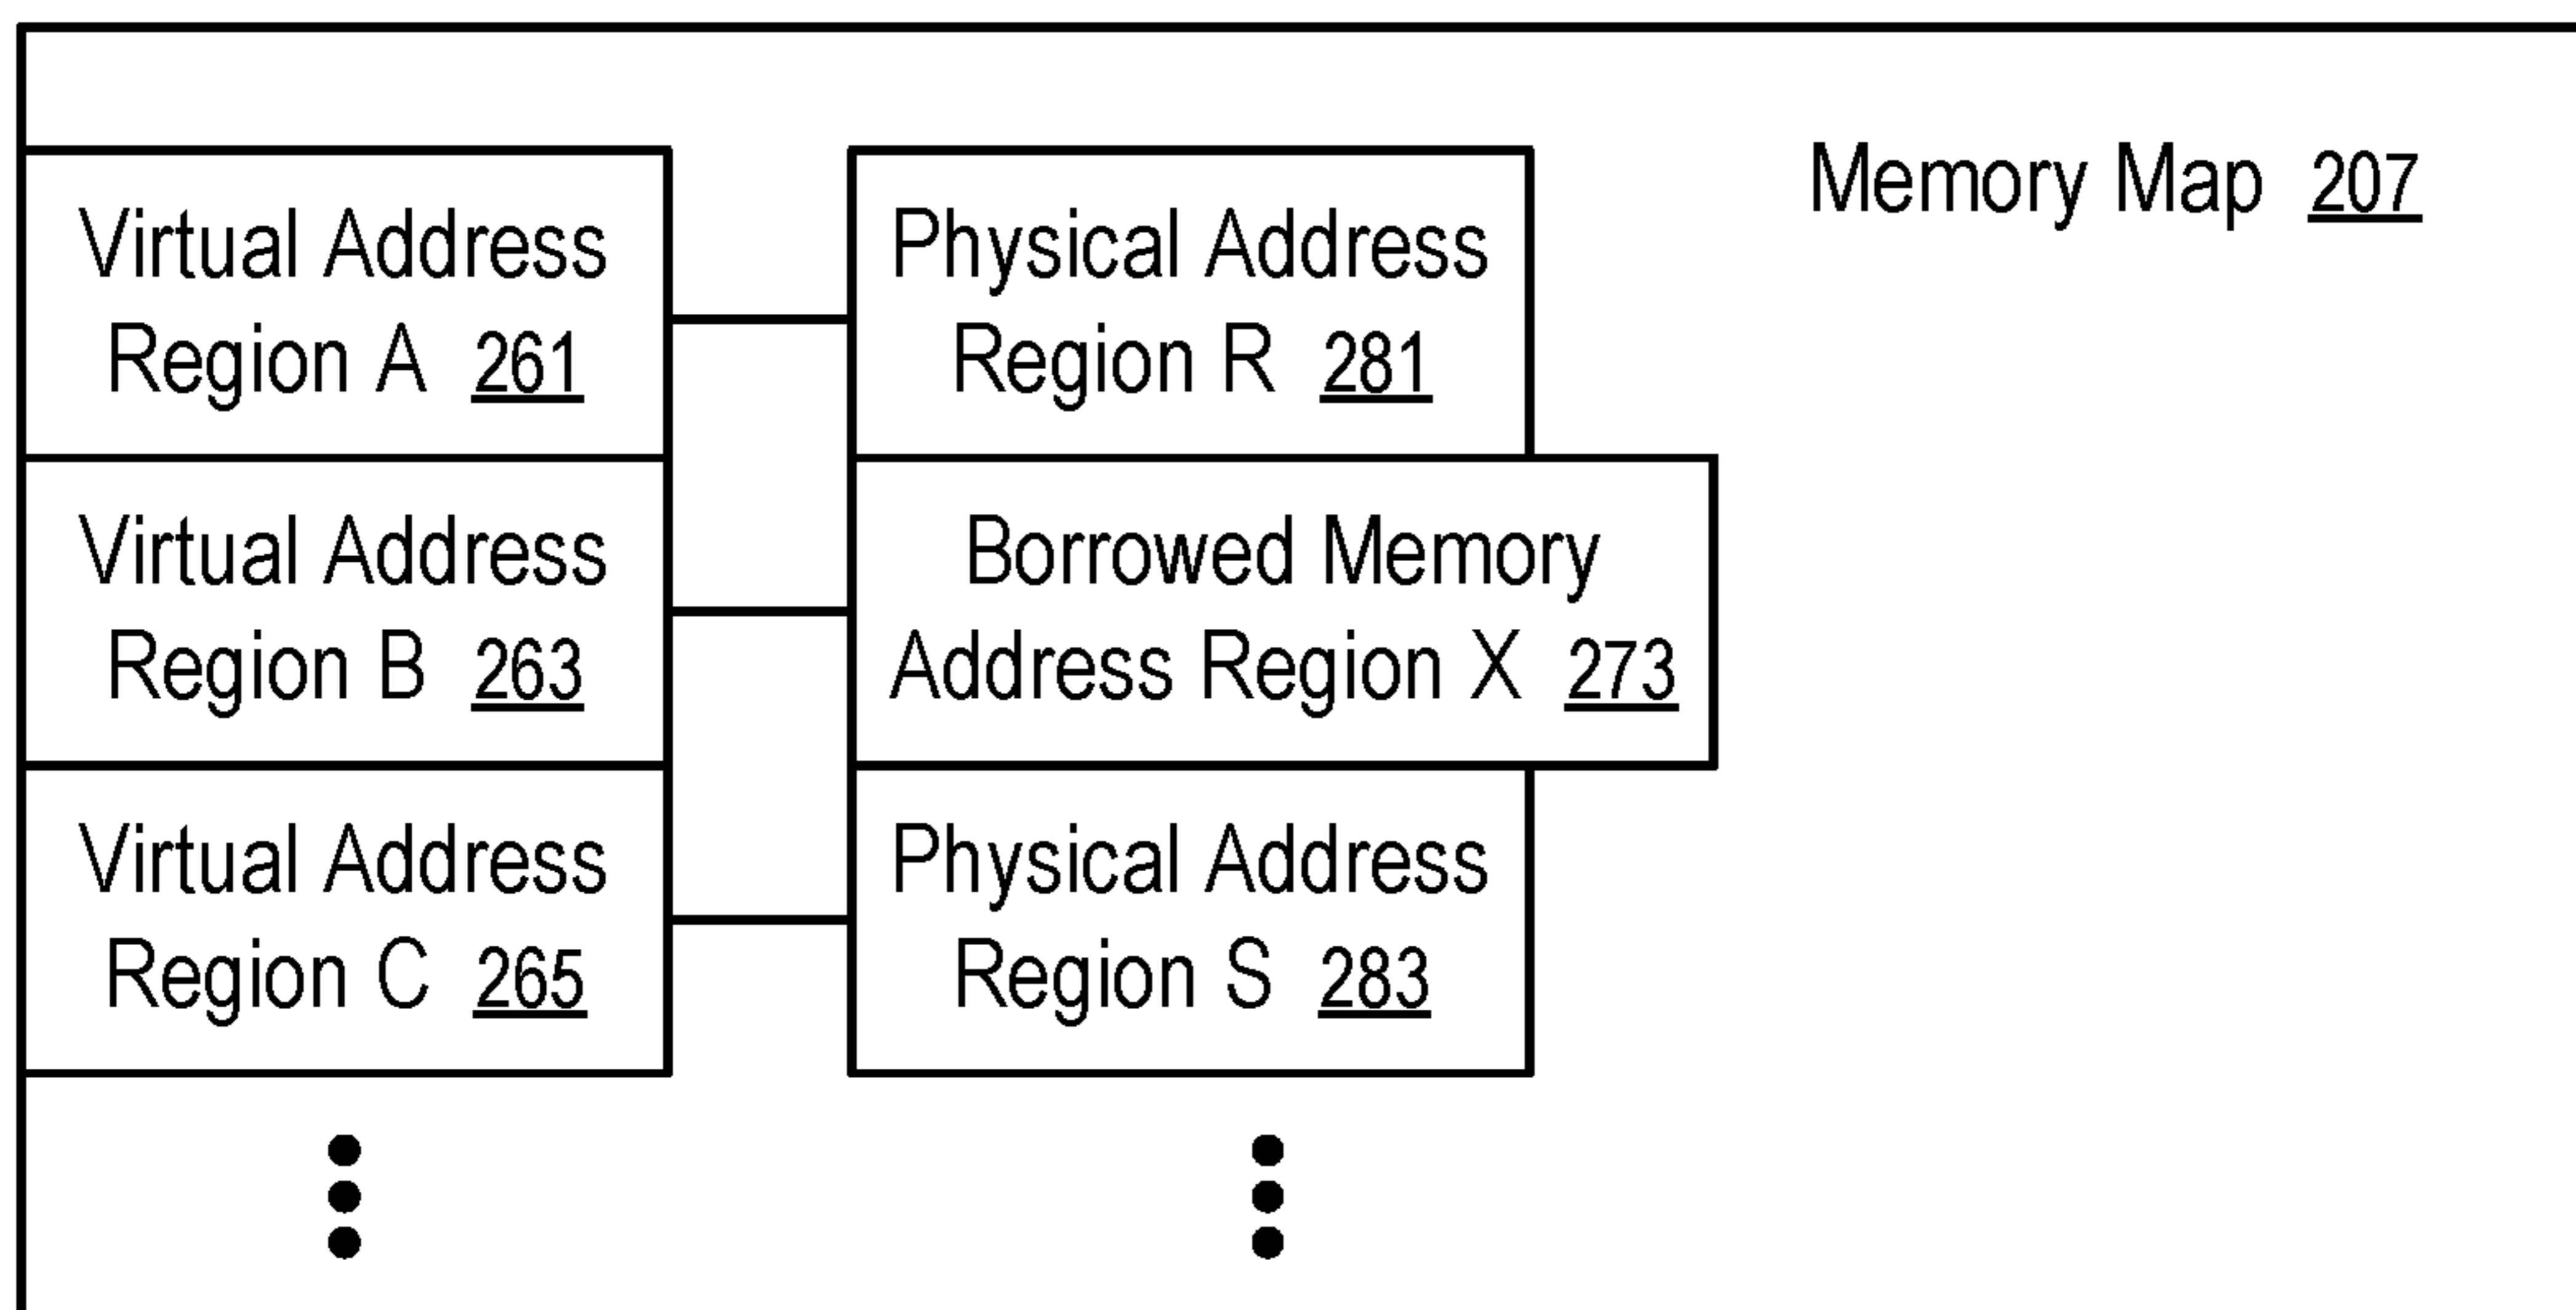 Memory Map 207
Virtual Address
Region A 261
Physical Address
Region R 281
Virtual Address
Region B 263
Borrowed Memory
Address Region X 273
Virtual Address
Region C 265
Physical Address
Region S 283